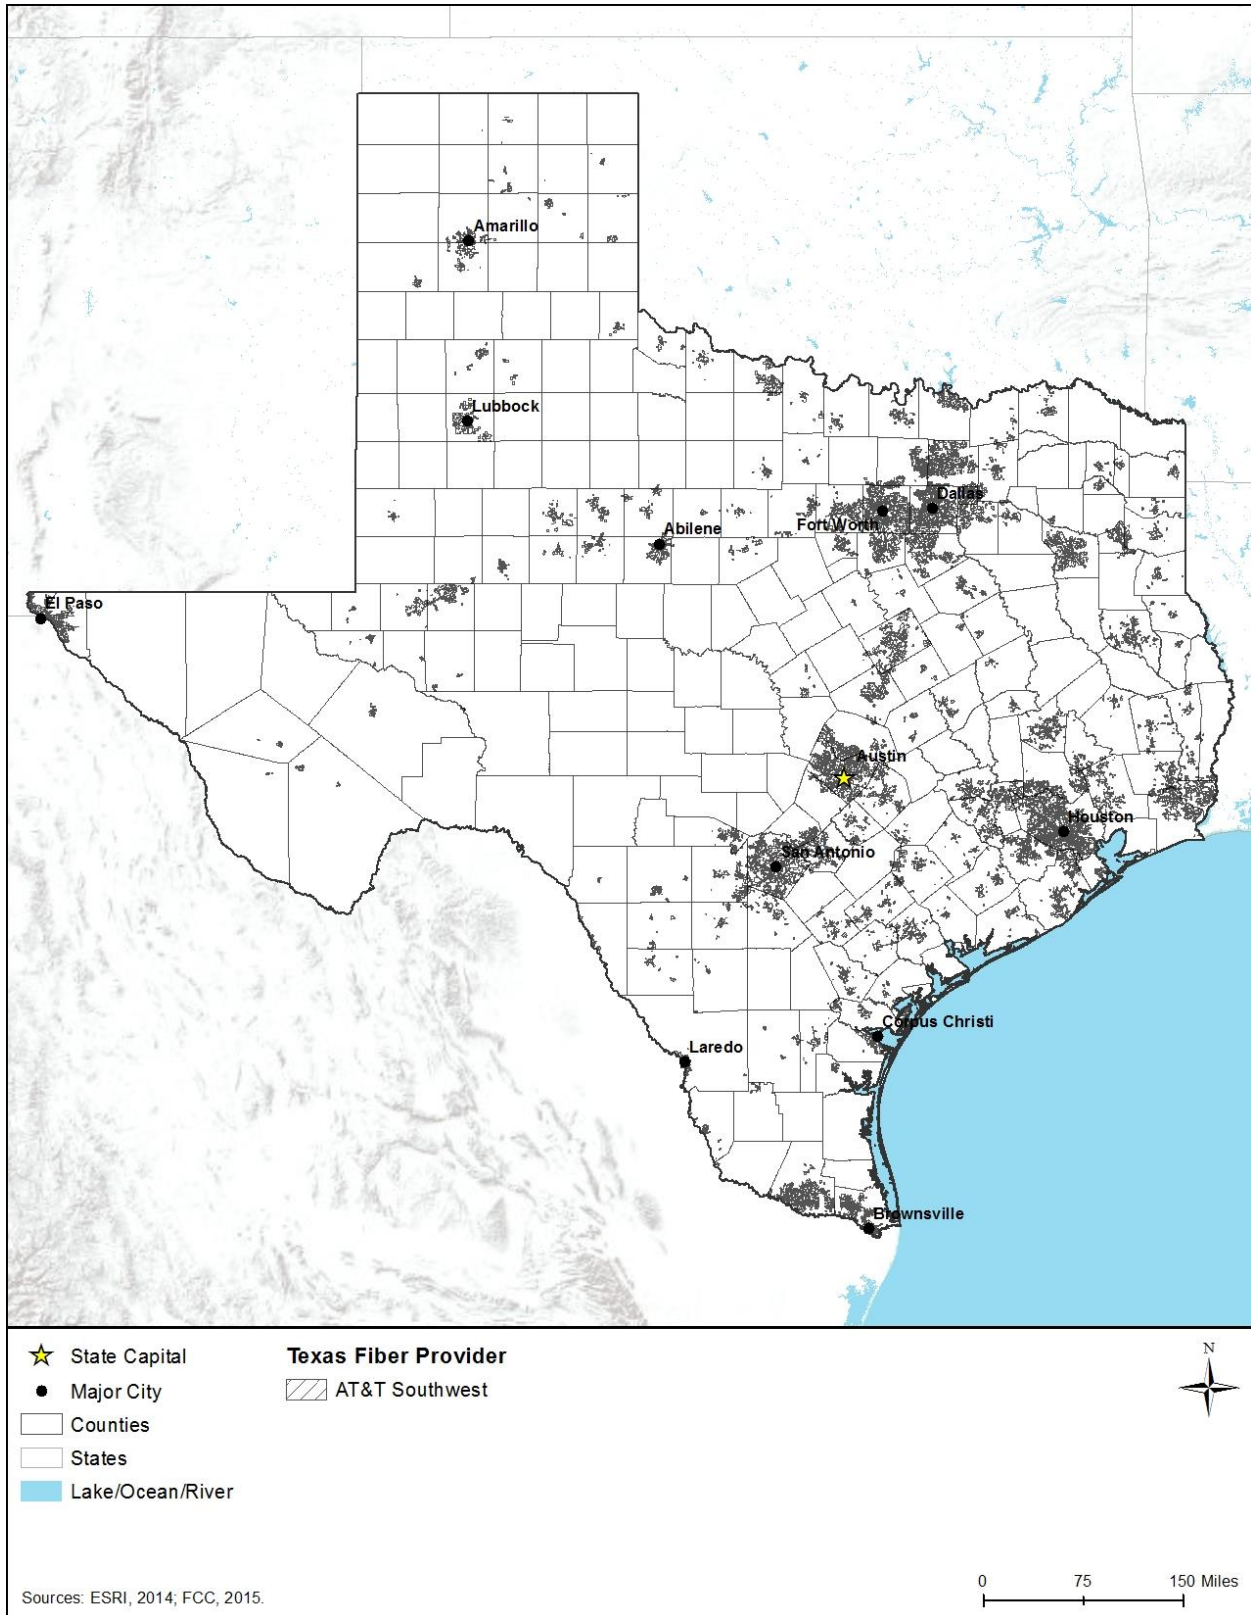 Amarillo
Lubbock
Dallas
Fort Worth
Abilene
El Paso
Austin
Houston
San Antonio
Corpus Christi
Laredo
Brownsville
State Capital
Major City
Counties
States
Lake/Ocean/River
Texas Fiber Provider
AT&T Southwest
N
Sources: ESRI, 2014; FCC, 2015.
0 75 150 Miles